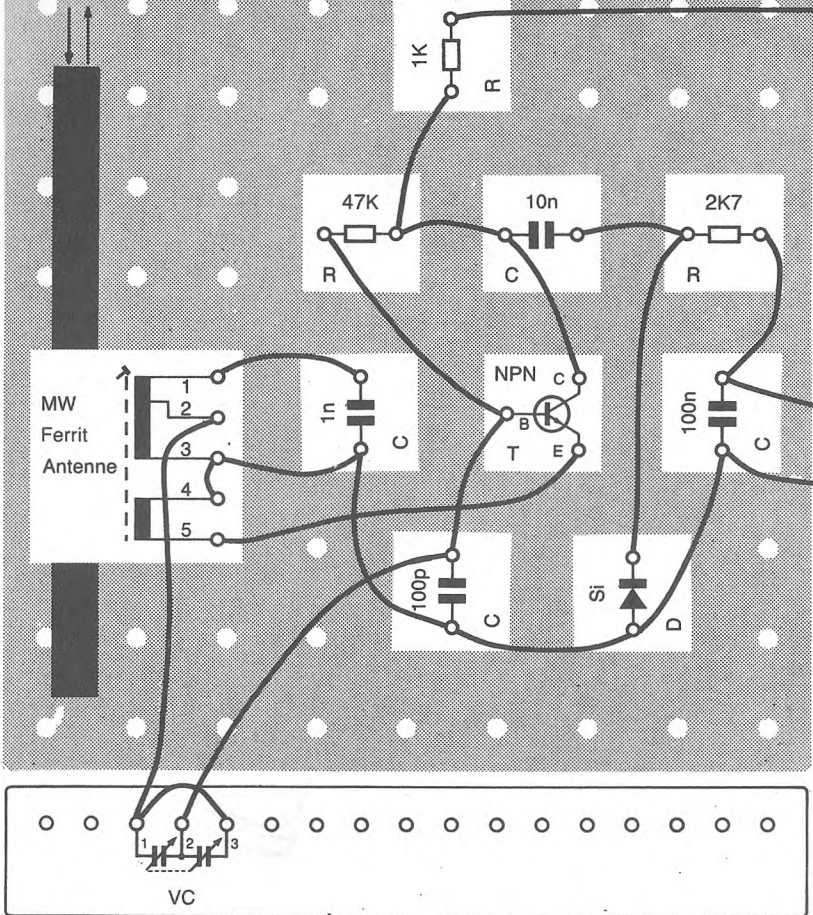 1K
R
47K
R
10n
C
2K7
R
MW
Ferrit
Antenne
1
2
3
4
5
1n
C
NPN
C
B
T
E
100n
C
100p
C
Si
D
1
2
3
VC